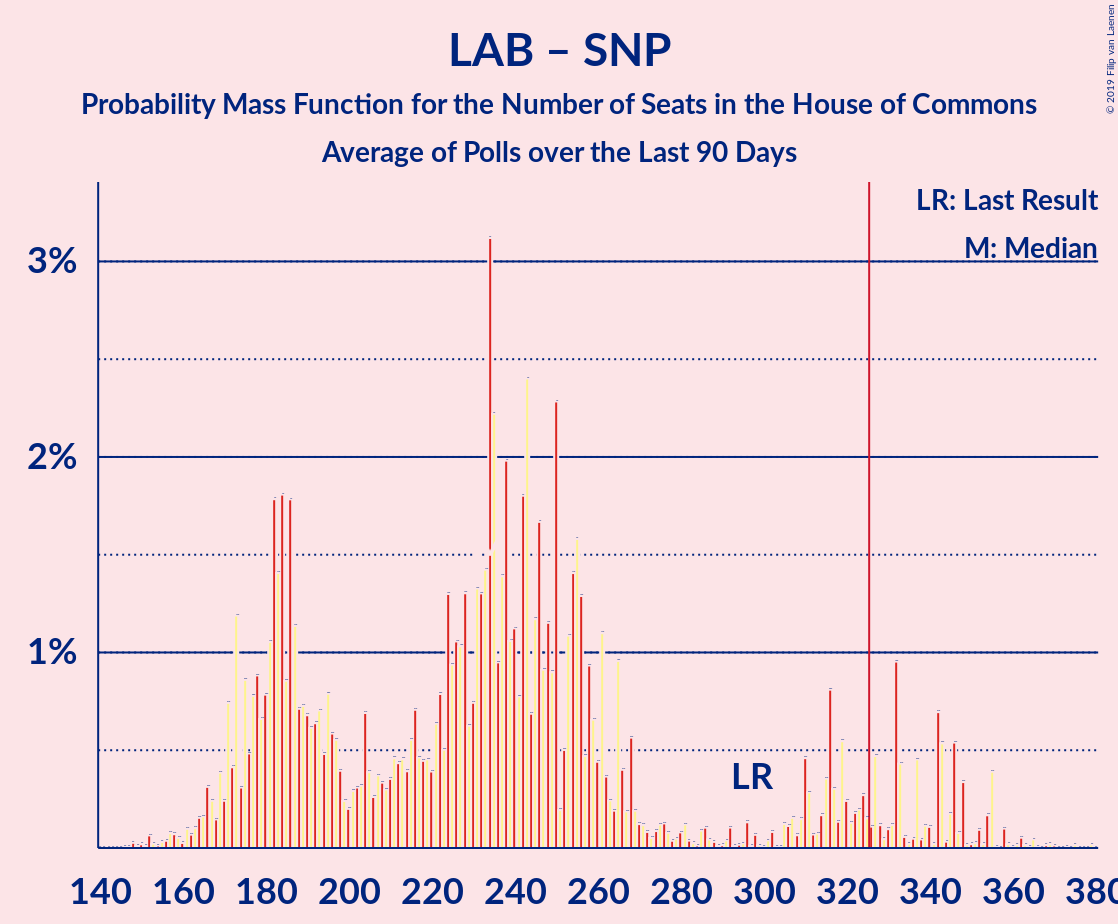 LAB – SNP
Probability Mass Function for the Number of Seats in the House of Commons
Average of Polls over the Last 90 Days
© 2019 Filip van Laenen
LR: Last Result
M: Median
3%
2%
1%
LR
140 160 180 200 220 240 260 280 300 320 340 360 380